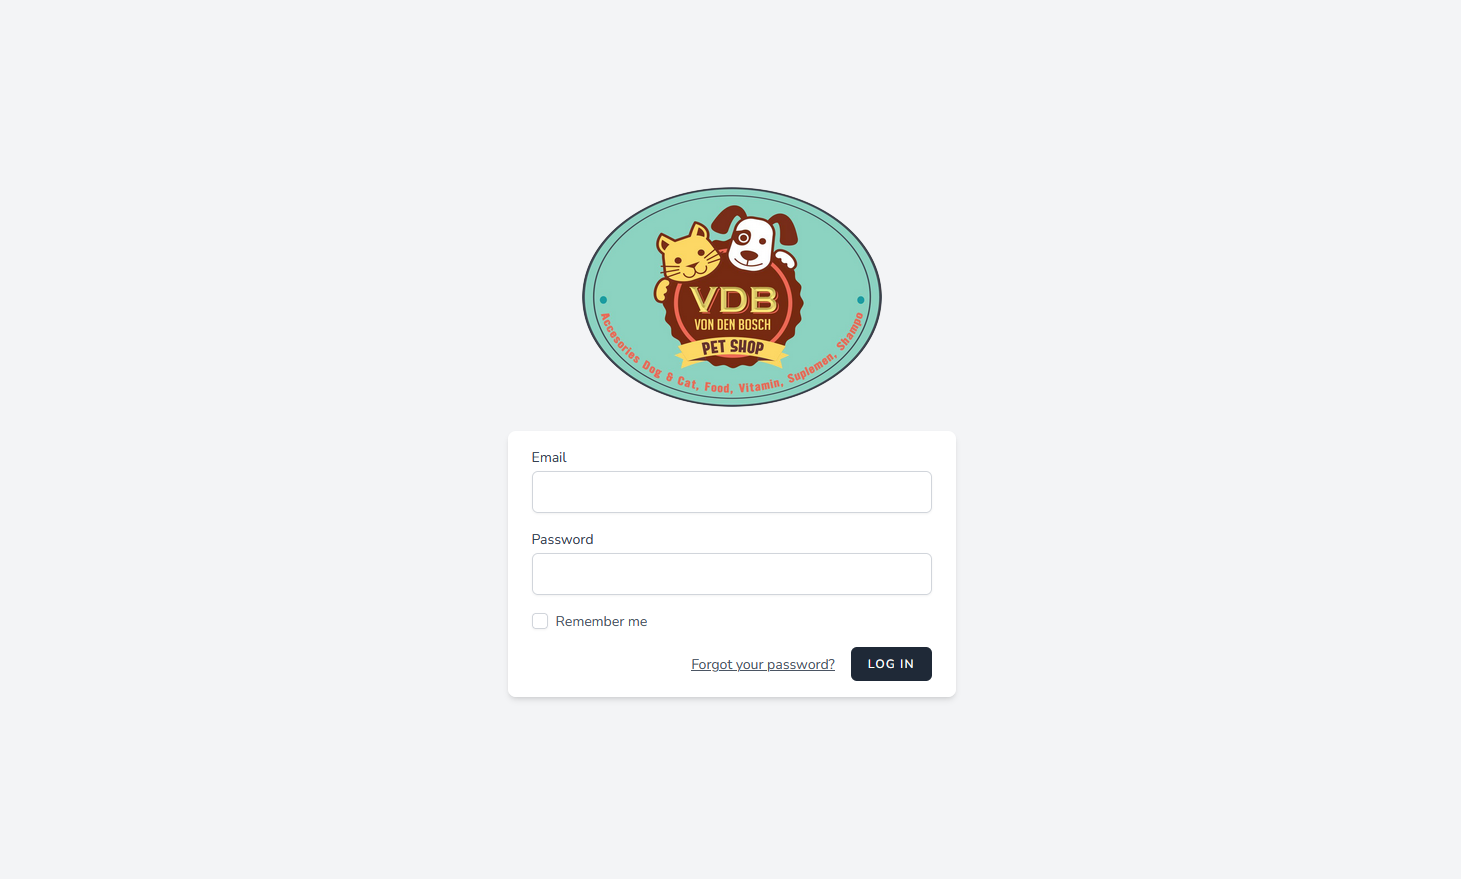 VDB
VON DEN BOSCH
PET SHOP
Accesories Dog & Cat, Food, Vitamin, Suplemen, Shampo
Email
Password
Remember me
Forgot your password?
LOG IN